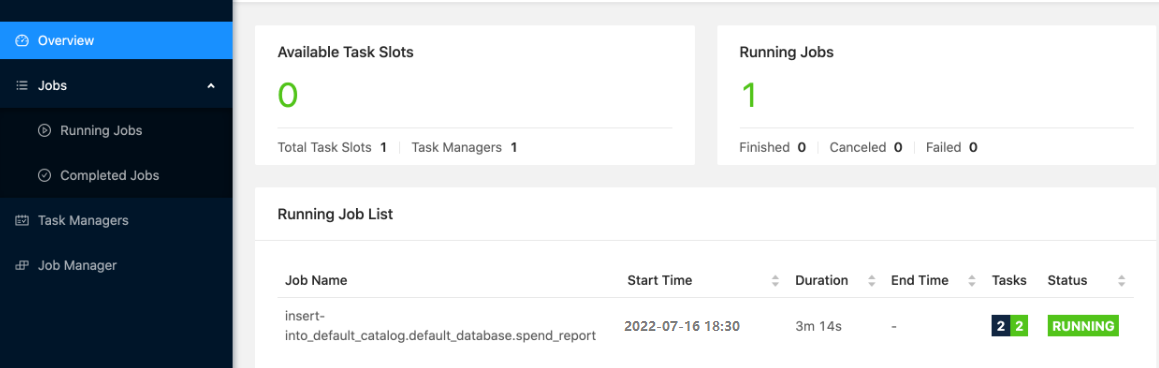 Overview
Jobs
Running Jobs
Completed Jobs
Task Managers
Job Manager
Available Task Slots
0
Total Task Slots 1 Task Managers 1
Running Jobs
1
Finished 0 Canceled 0 Failed 0
Running Job List
Job Name Start Time Duration End Time Tasks Status
insert-
into_default_catalog.default_database.spend_report 2022-07-16 18:30 3m 14s - 2 2 RUNNING